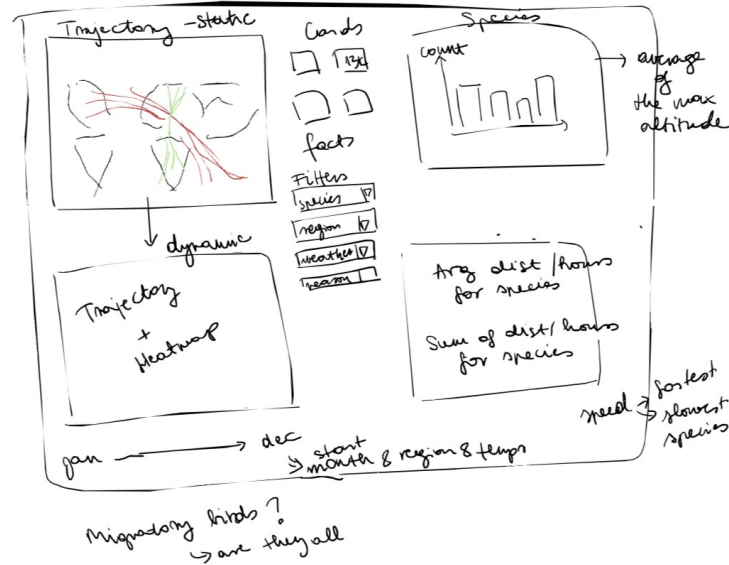 Trajectory - static
Cards
134
facts
Filters
species
region
weather
reason
Species
count
average
of
the max
altitude
dynamic
Trajectory
+
Heatmap
Avg dist /hours
for species
Sum of dist/hours
for species
speed
fastest
slowest
species
jan
dec
start
month & region & temps
Migratory birds?
are they all